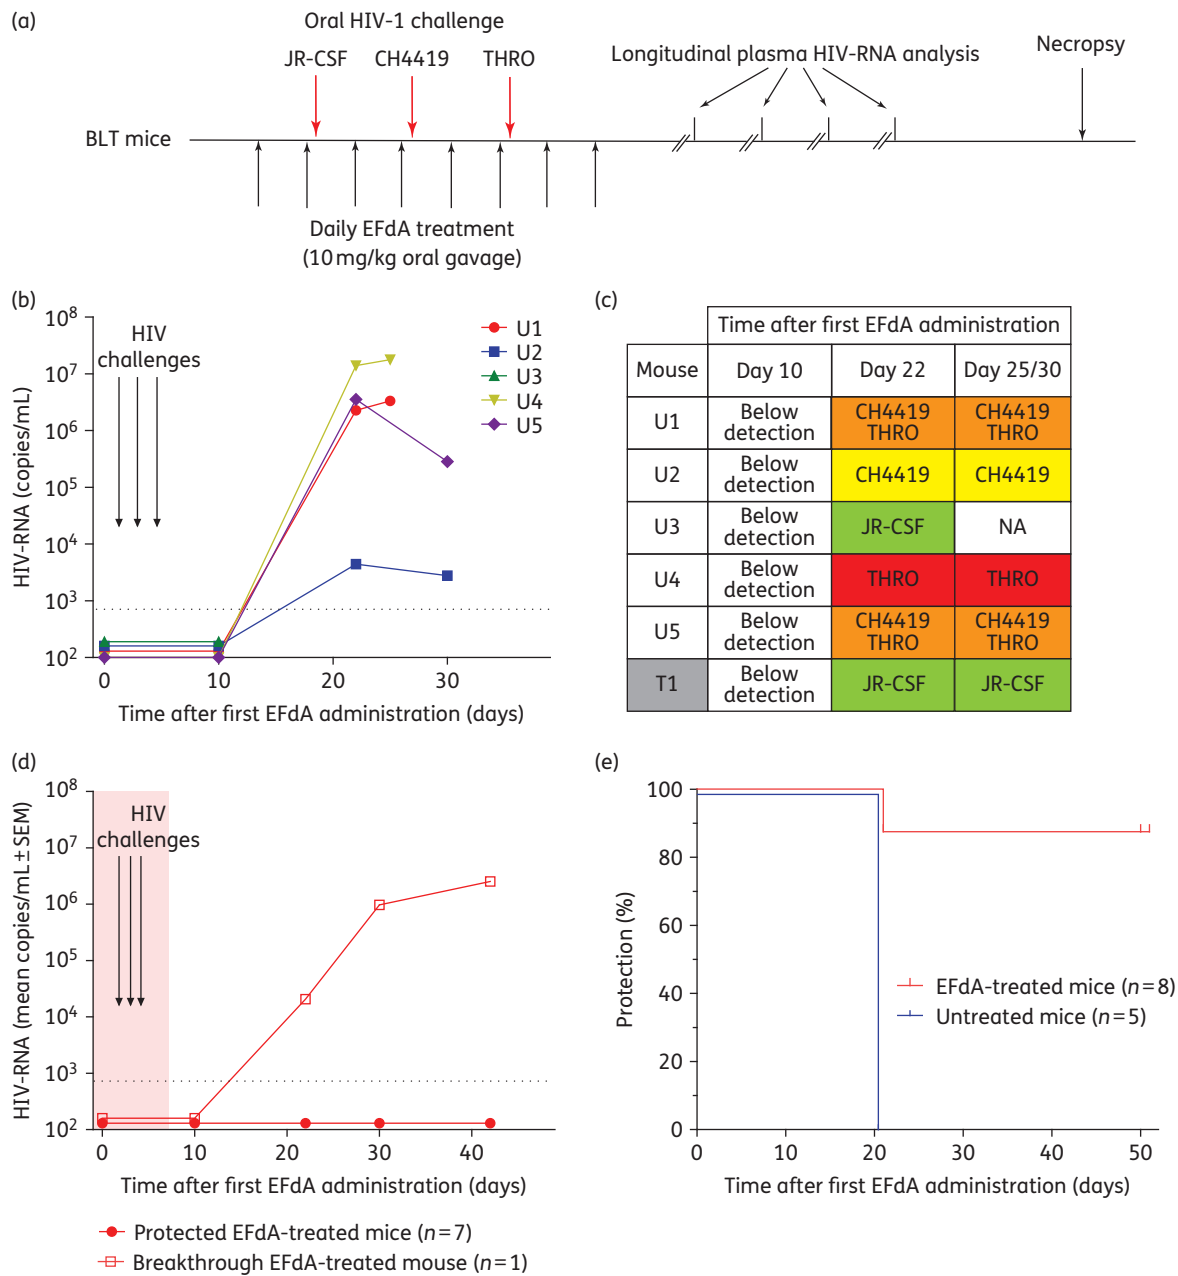 (a)
Oral HIV-1 challenge
JR-CSF CH4419 THRO
Longitudinal plasma HIV-RNA analysis
Necropsy
BLT mice
Daily EFdA treatment
(10 mg/kg oral gavage)
(b)
HIV-RNA (copies/mL)
10^8
10^7
10^6
10^5
10^4
10^3
10^2
HIV
challenges
U1
U2
U3
U4
U5
0 10 20 30
Time after first EFdA administration (days)
(c)
Time after first EFdA administration
Mouse Day 10 Day 22 Day 25/30
U1 Below detection CH4419 THRO CH4419 THRO
U2 Below detection CH4419 CH4419
U3 Below detection JR-CSF NA
U4 Below detection THRO THRO
U5 Below detection CH4419 THRO CH4419 THRO
T1 Below detection JR-CSF JR-CSF
(d)
HIV-RNA (mean copies/mL ± SEM)
10^8
10^7
10^6
10^5
10^4
10^3
10^2
HIV
challenges
0 10 20 30 40
Time after first EFdA administration (days)
Protected EFdA-treated mice (n=7)
Breakthrough EFdA-treated mouse (n=1)
(e)
Protection (%)
100
80
60
40
20
0
EFdA-treated mice (n=8)
Untreated mice (n=5)
0 10 20 30 40 50
Time after first EFdA administration (days)